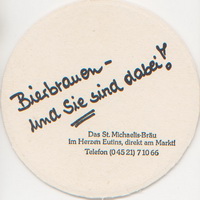 Bierbrauen-
und Sie sind dabei!
Das St. Michaelis-Bräu
im Herzen Eutins, direkt am Markt!
Telefon (0 45 21) 7 10 66